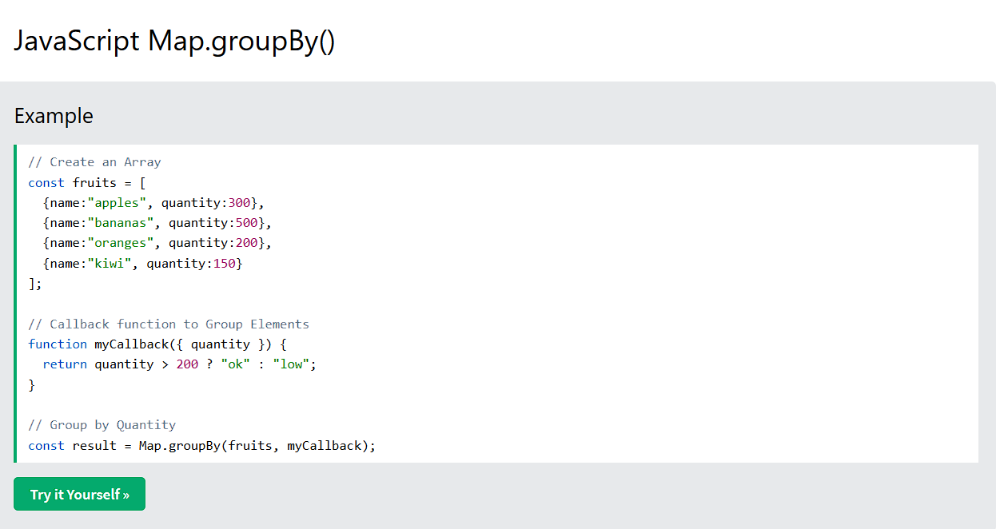 JavaScript Map.groupBy()
Example
// Create an Array
const fruits = [
  {name:"apples", quantity:300},
  {name:"bananas", quantity:500},
  {name:"oranges", quantity:200},
  {name:"kiwi", quantity:150}
];
// Callback function to Group Elements
function myCallback({ quantity }) {
  return quantity > 200 ? "ok" : "low";
}
// Group by Quantity
const result = Map.groupBy(fruits, myCallback);
Try it Yourself »